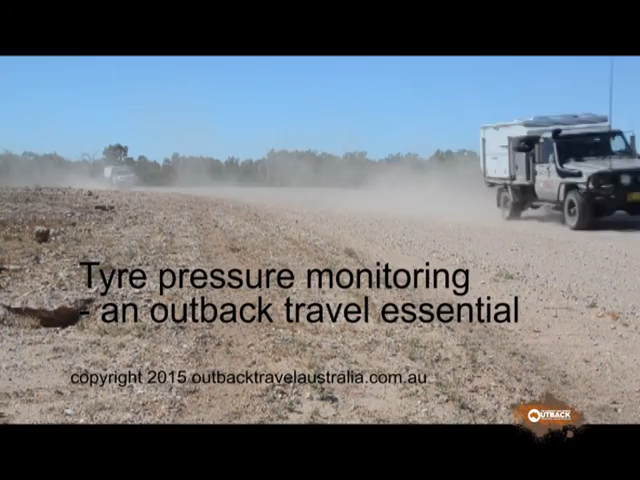 Tyre pressure monitoring
- an outback travel essential
copyright 2015 outbacktravelaustralia.com.au
OUTBACK